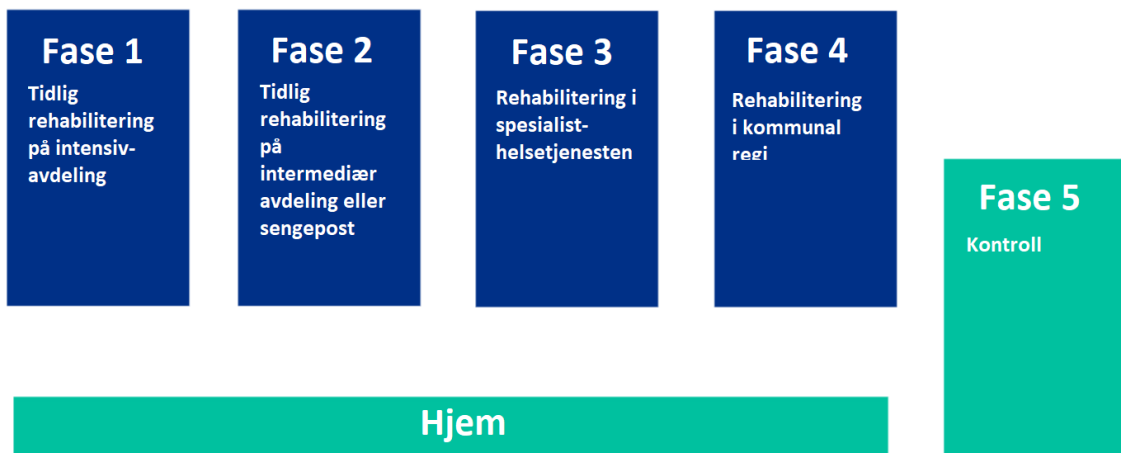 Fase 1
Tidlig
rehabilitering
på intensiv-
avdeling
Fase 2
Tidlig
rehabilitering
på
intermediær
avdeling eller
sengepost
Fase 3
Rehabilitering i
spesialist-
helsetjenesten
Fase 4
Rehabilitering
i kommunal
regi
Fase 5
Kontroll
Hjem